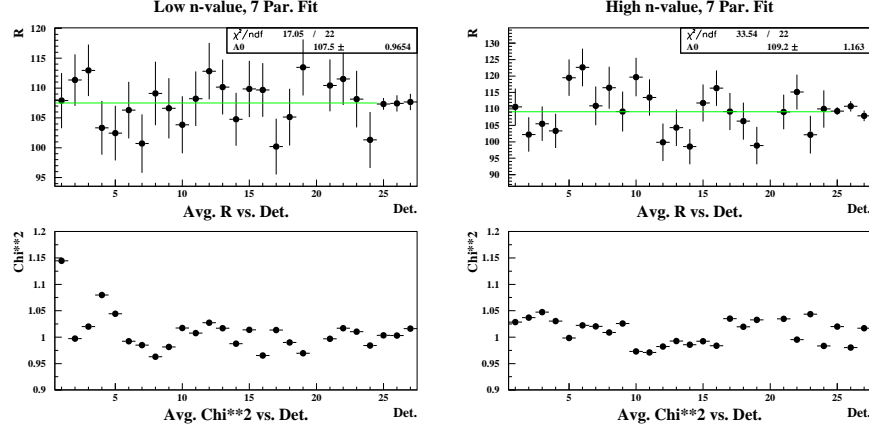 Low n-value, 7 Par. Fit
R
χ²/ndf 17.05 / 22
A0 107.5 ± 0.9654
120
115
110
105
100
95
5 10 15 20 25
Avg. R vs. Det.
Det.
High n-value, 7 Par. Fit
R
χ²/ndf 33.54 / 22
A0 109.2 ± 1.163
130
125
120
115
110
105
100
95
90
5 10 15 20 25
Avg. R vs. Det.
Det.
Chi**2
1.2
1.15
1.1
1.05
1
0.95
0.9
5 10 15 20 25
Avg. Chi**2 vs. Det.
Det.
Chi**2
1.2
1.15
1.1
1.05
1
0.95
0.9
5 10 15 20 25
Avg. Chi**2 vs. Det.
Det.